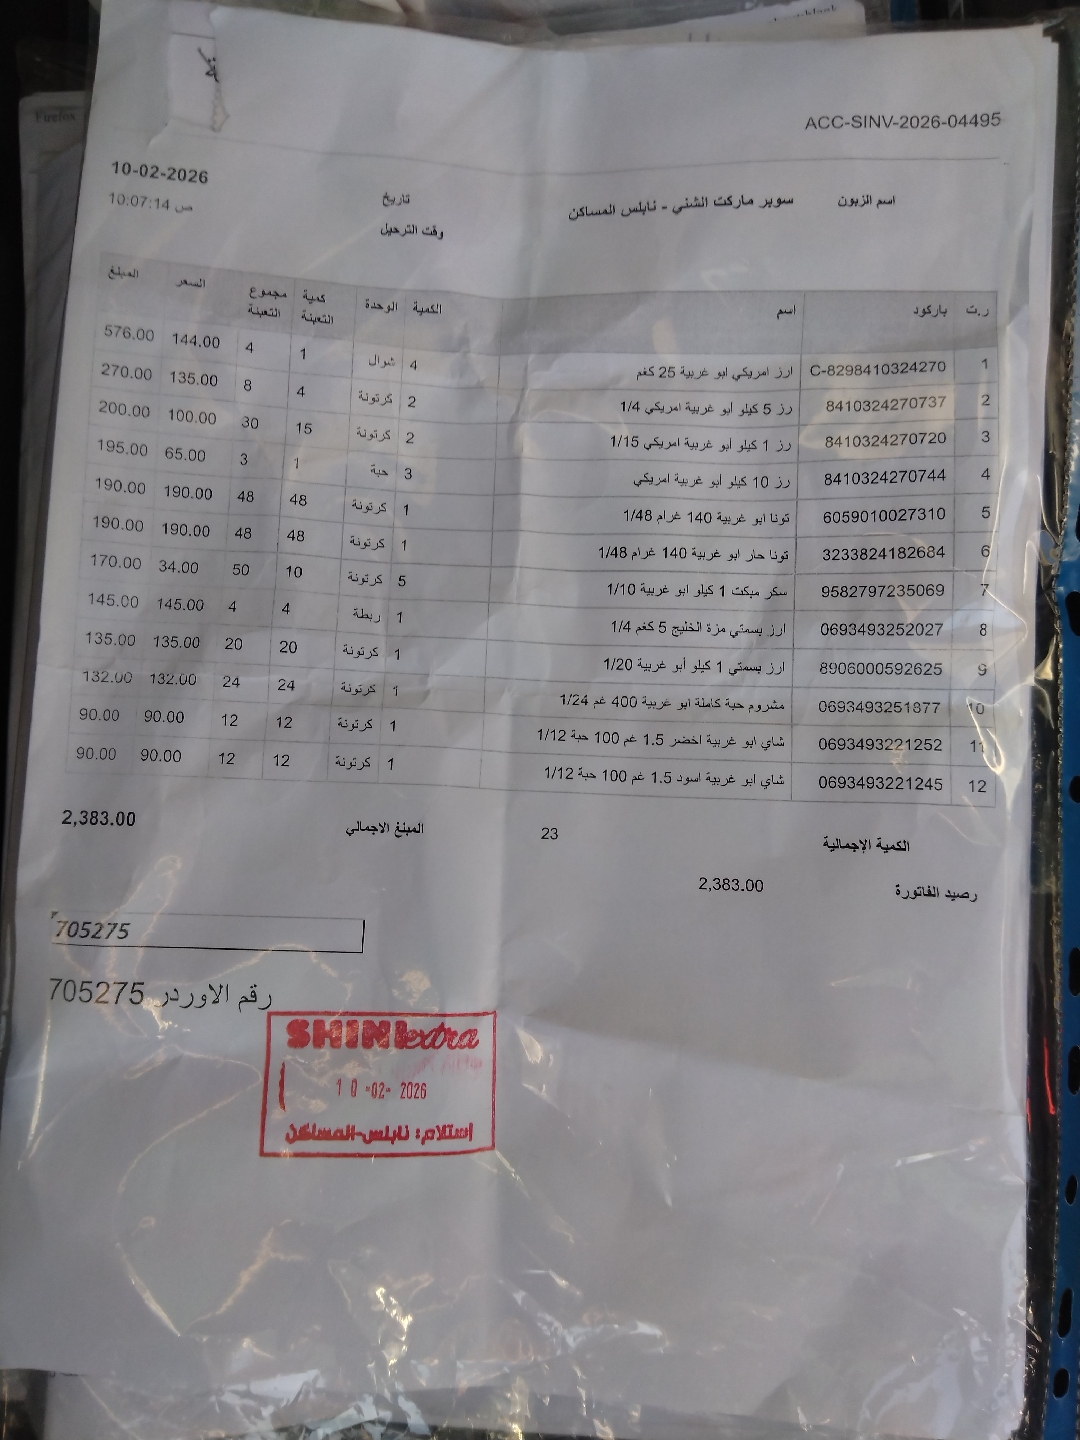 Firefox
ACC-SINV-2026-04495
اسم الزبون سوبر ماركت الشني - نابلس المساكن تاريخ 10-02-2026
وقت الترحيل 10:07:14 ص
ر.ت باركود اسم الكمية الوحدة كمية التعبئة مجموع التعبئة السعر المبلغ
1 C-8298410324270 ارز امريكي ابو غربية 25 كغم 4 شوال 1 4 144.00 576.00
2 8410324270737 رز 5 كيلو أبو غربية امريكي 1/4 2 كرتونة 4 8 135.00 270.00
3 8410324270720 رز 1 كيلو أبو غربية امريكي 1/15 2 كرتونة 15 30 100.00 200.00
4 8410324270744 رز 10 كيلو أبو غربية امريكي 3 حبة 1 3 65.00 195.00
5 6059010027310 تونا ابو غربية 140 غرام 1/48 1 كرتونة 48 48 190.00 190.00
6 3233824182684 تونا حار ابو غربية 140 غرام 1/48 1 كرتونة 48 48 190.00 190.00
7 9582797235069 سكر مبكت 1 كيلو ابو غربية 1/10 5 كرتونة 10 50 34.00 170.00
8 0693493252027 ارز بسمتي مزة الخليج 5 كغم 1/4 1 ربطة 4 4 145.00 145.00
9 8906000592625 ارز بسمتي 1 كيلو أبو غربية 1/20 1 كرتونة 20 20 135.00 135.00
10 0693493251877 مشروم حبة كاملة ابو غربية 400 غم 1/24 1 كرتونة 24 24 132.00 132.00
11 0693493221252 شاي ابو غربية اخضر 1.5 غم 100 حبة 1/12 1 كرتونة 12 12 90.00 90.00
12 0693493221245 شاي ابو غربية اسود 1.5 غم 100 حبة 1/12 1 كرتونة 12 12 90.00 90.00
الكمية الإجمالية 23 المبلغ الاجمالي 2,383.00
رصيد الفاتورة 2,383.00
705275
رقم الاوردر 705275
SHINI extra
10-02-2026
إستلام: نابلس-المساكن